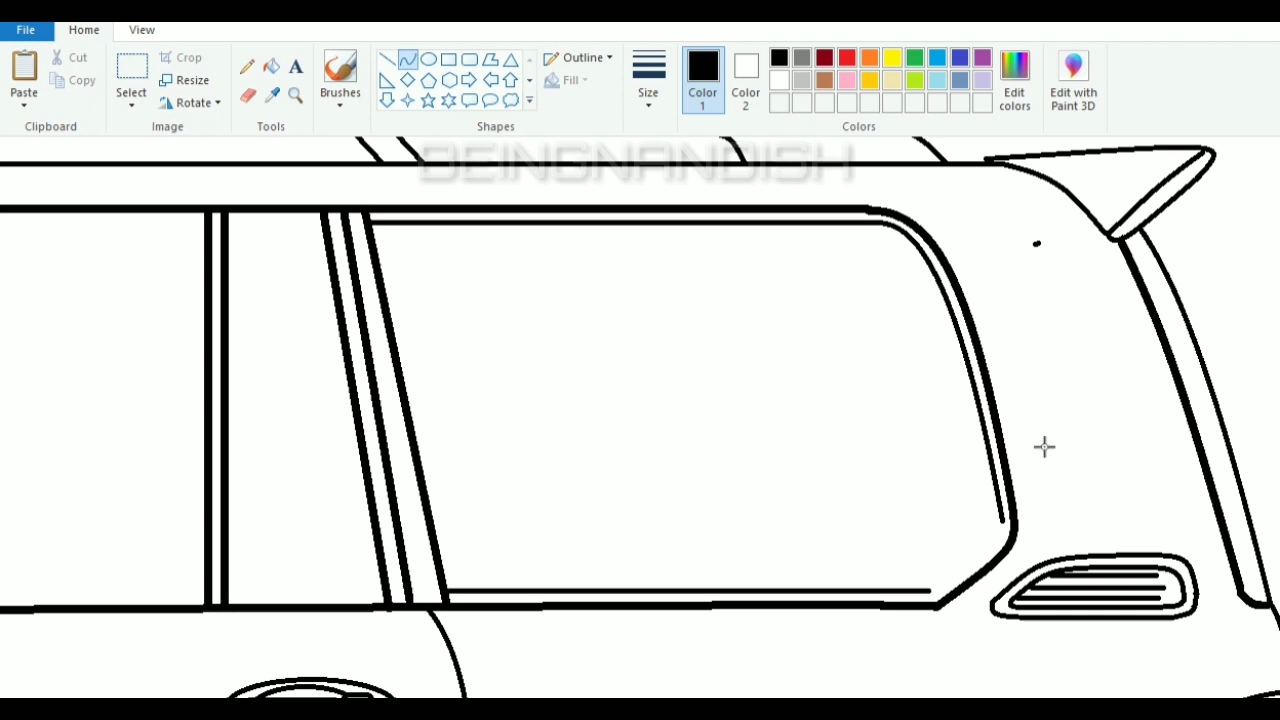 File Home View
Paste
Cut
Copy
Clipboard
Select
Crop
Resize
Rotate
Image
A
Tools
Brushes
Outline
Fill
Shapes
Size
Color 1
Color 2
Edit colors
Colors
Edit with Paint 3D
BEINGNANDISH